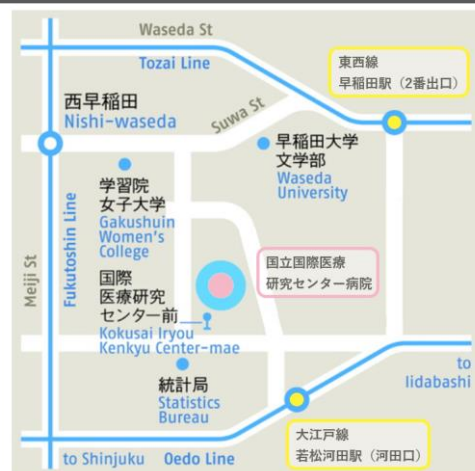 Waseda St
Tozai Line
東西線
早稲田駅（2番出口）
西早稲田
Nishi-waseda
Suwa St
早稲田大学
文学部
Waseda
University
学習院
女子大学
Gakushuin
Women's
College
Meiji St
Fukutoshin Line
国立国際医療
研究センター病院
国際
医療研究
センター前
Kokusai Iryou
Kenkyu Center-mae
統計局
Statistics
Bureau
to
Iidabashi
大江戸線
若松河田駅（河田口）
to Shinjuku
Oedo Line